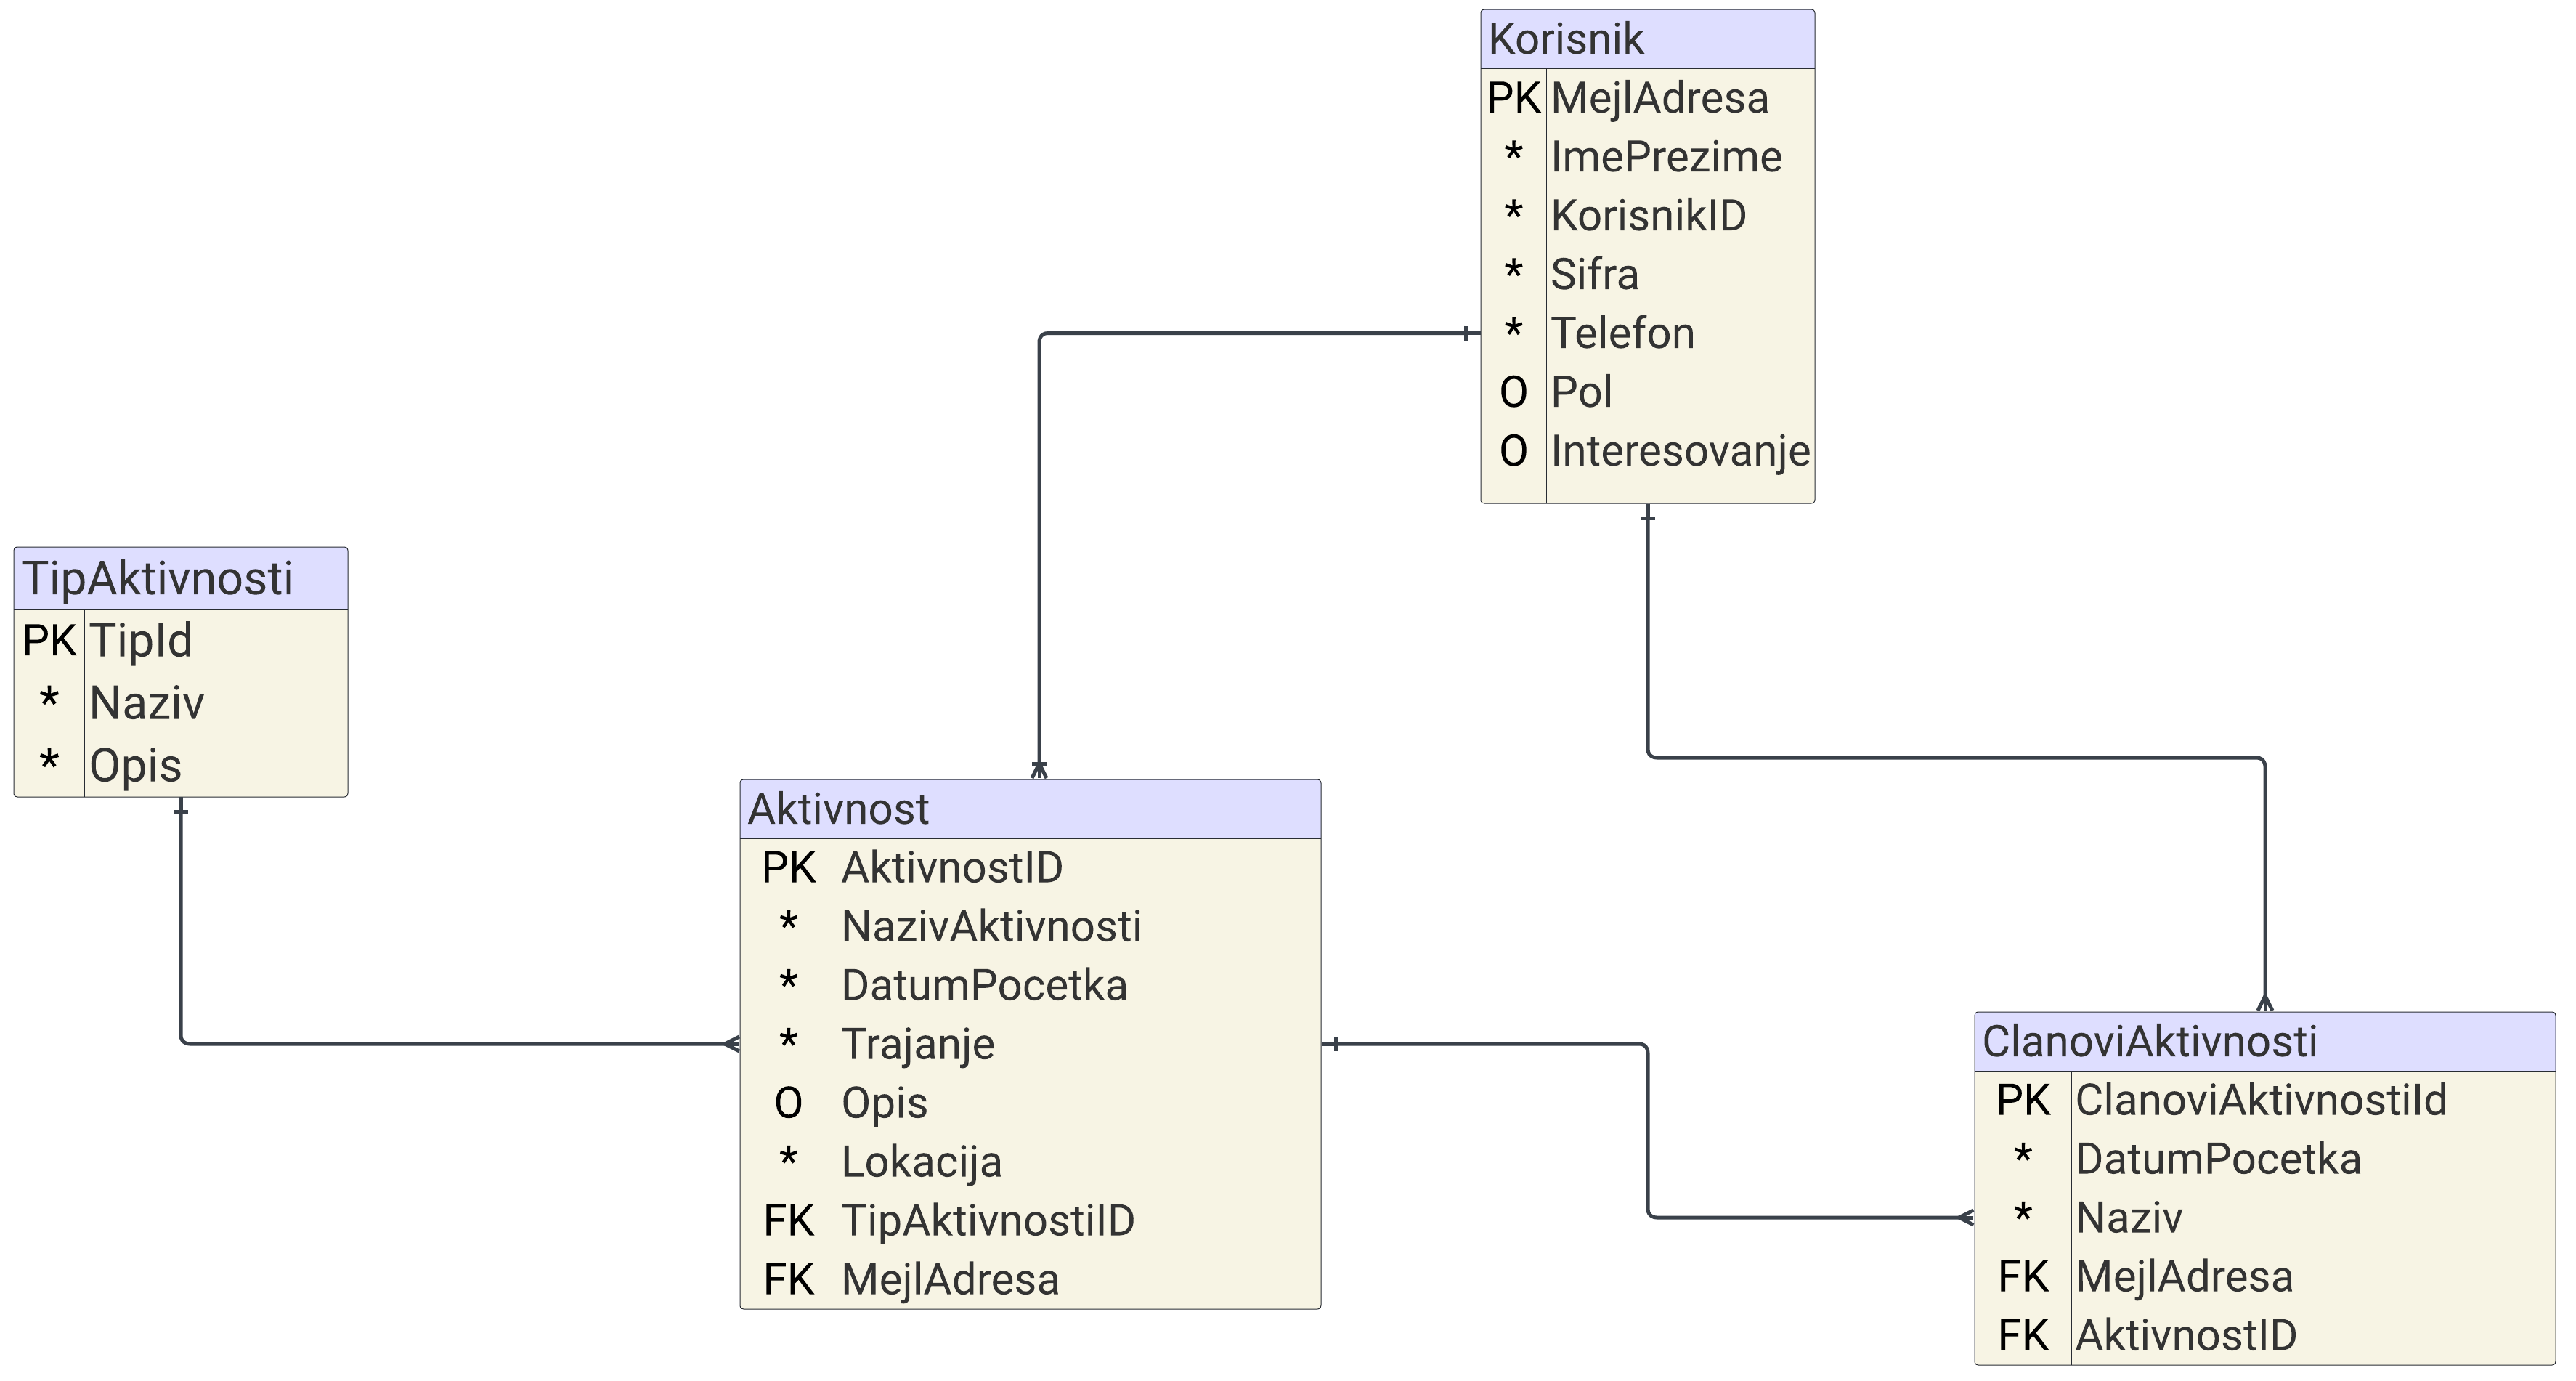 Korisnik
PK MejlAdresa
* ImePrezime
* KorisnikID
* Sifra
* Telefon
O Pol
O Interesovanje
TipAktivnosti
PK TipId
* Naziv
* Opis
Aktivnost
PK AktivnostID
* NazivAktivnosti
* DatumPocetka
* Trajanje
O Opis
* Lokacija
FK TipAktivnostiID
FK MejlAdresa
ClanoviAktivnosti
PK ClanoviAktivnostiId
* DatumPocetka
* Naziv
FK MejlAdresa
FK AktivnostID